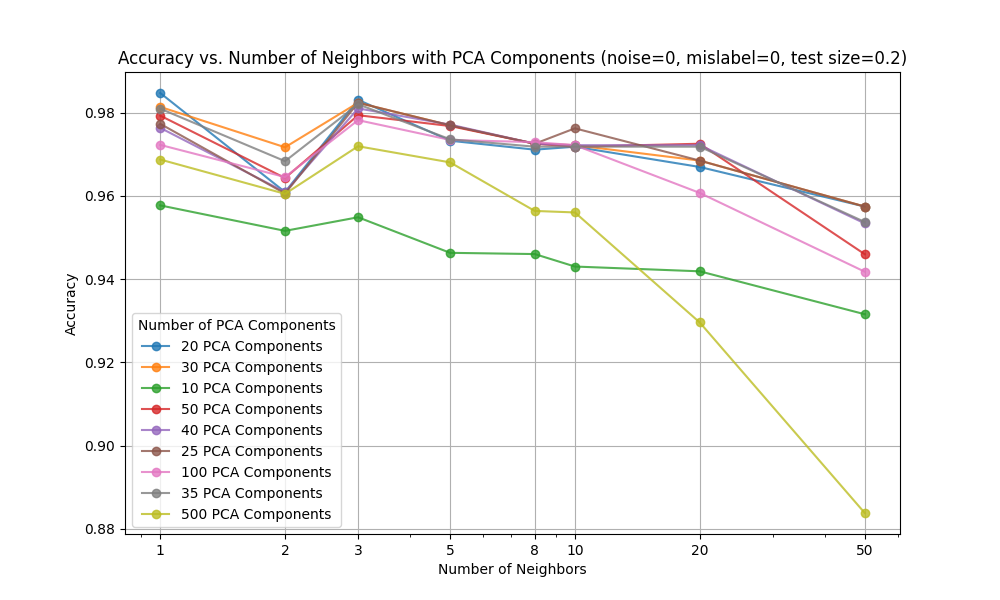 Accuracy vs. Number of Neighbors with PCA Components (noise=0, mislabel=0, test size=0.2)
Accuracy
0.98
0.96
0.94
0.92
0.90
0.88
Number of PCA Components
20 PCA Components
30 PCA Components
10 PCA Components
50 PCA Components
40 PCA Components
25 PCA Components
100 PCA Components
35 PCA Components
500 PCA Components
1 2 3 5 8 10 20 50
Number of Neighbors